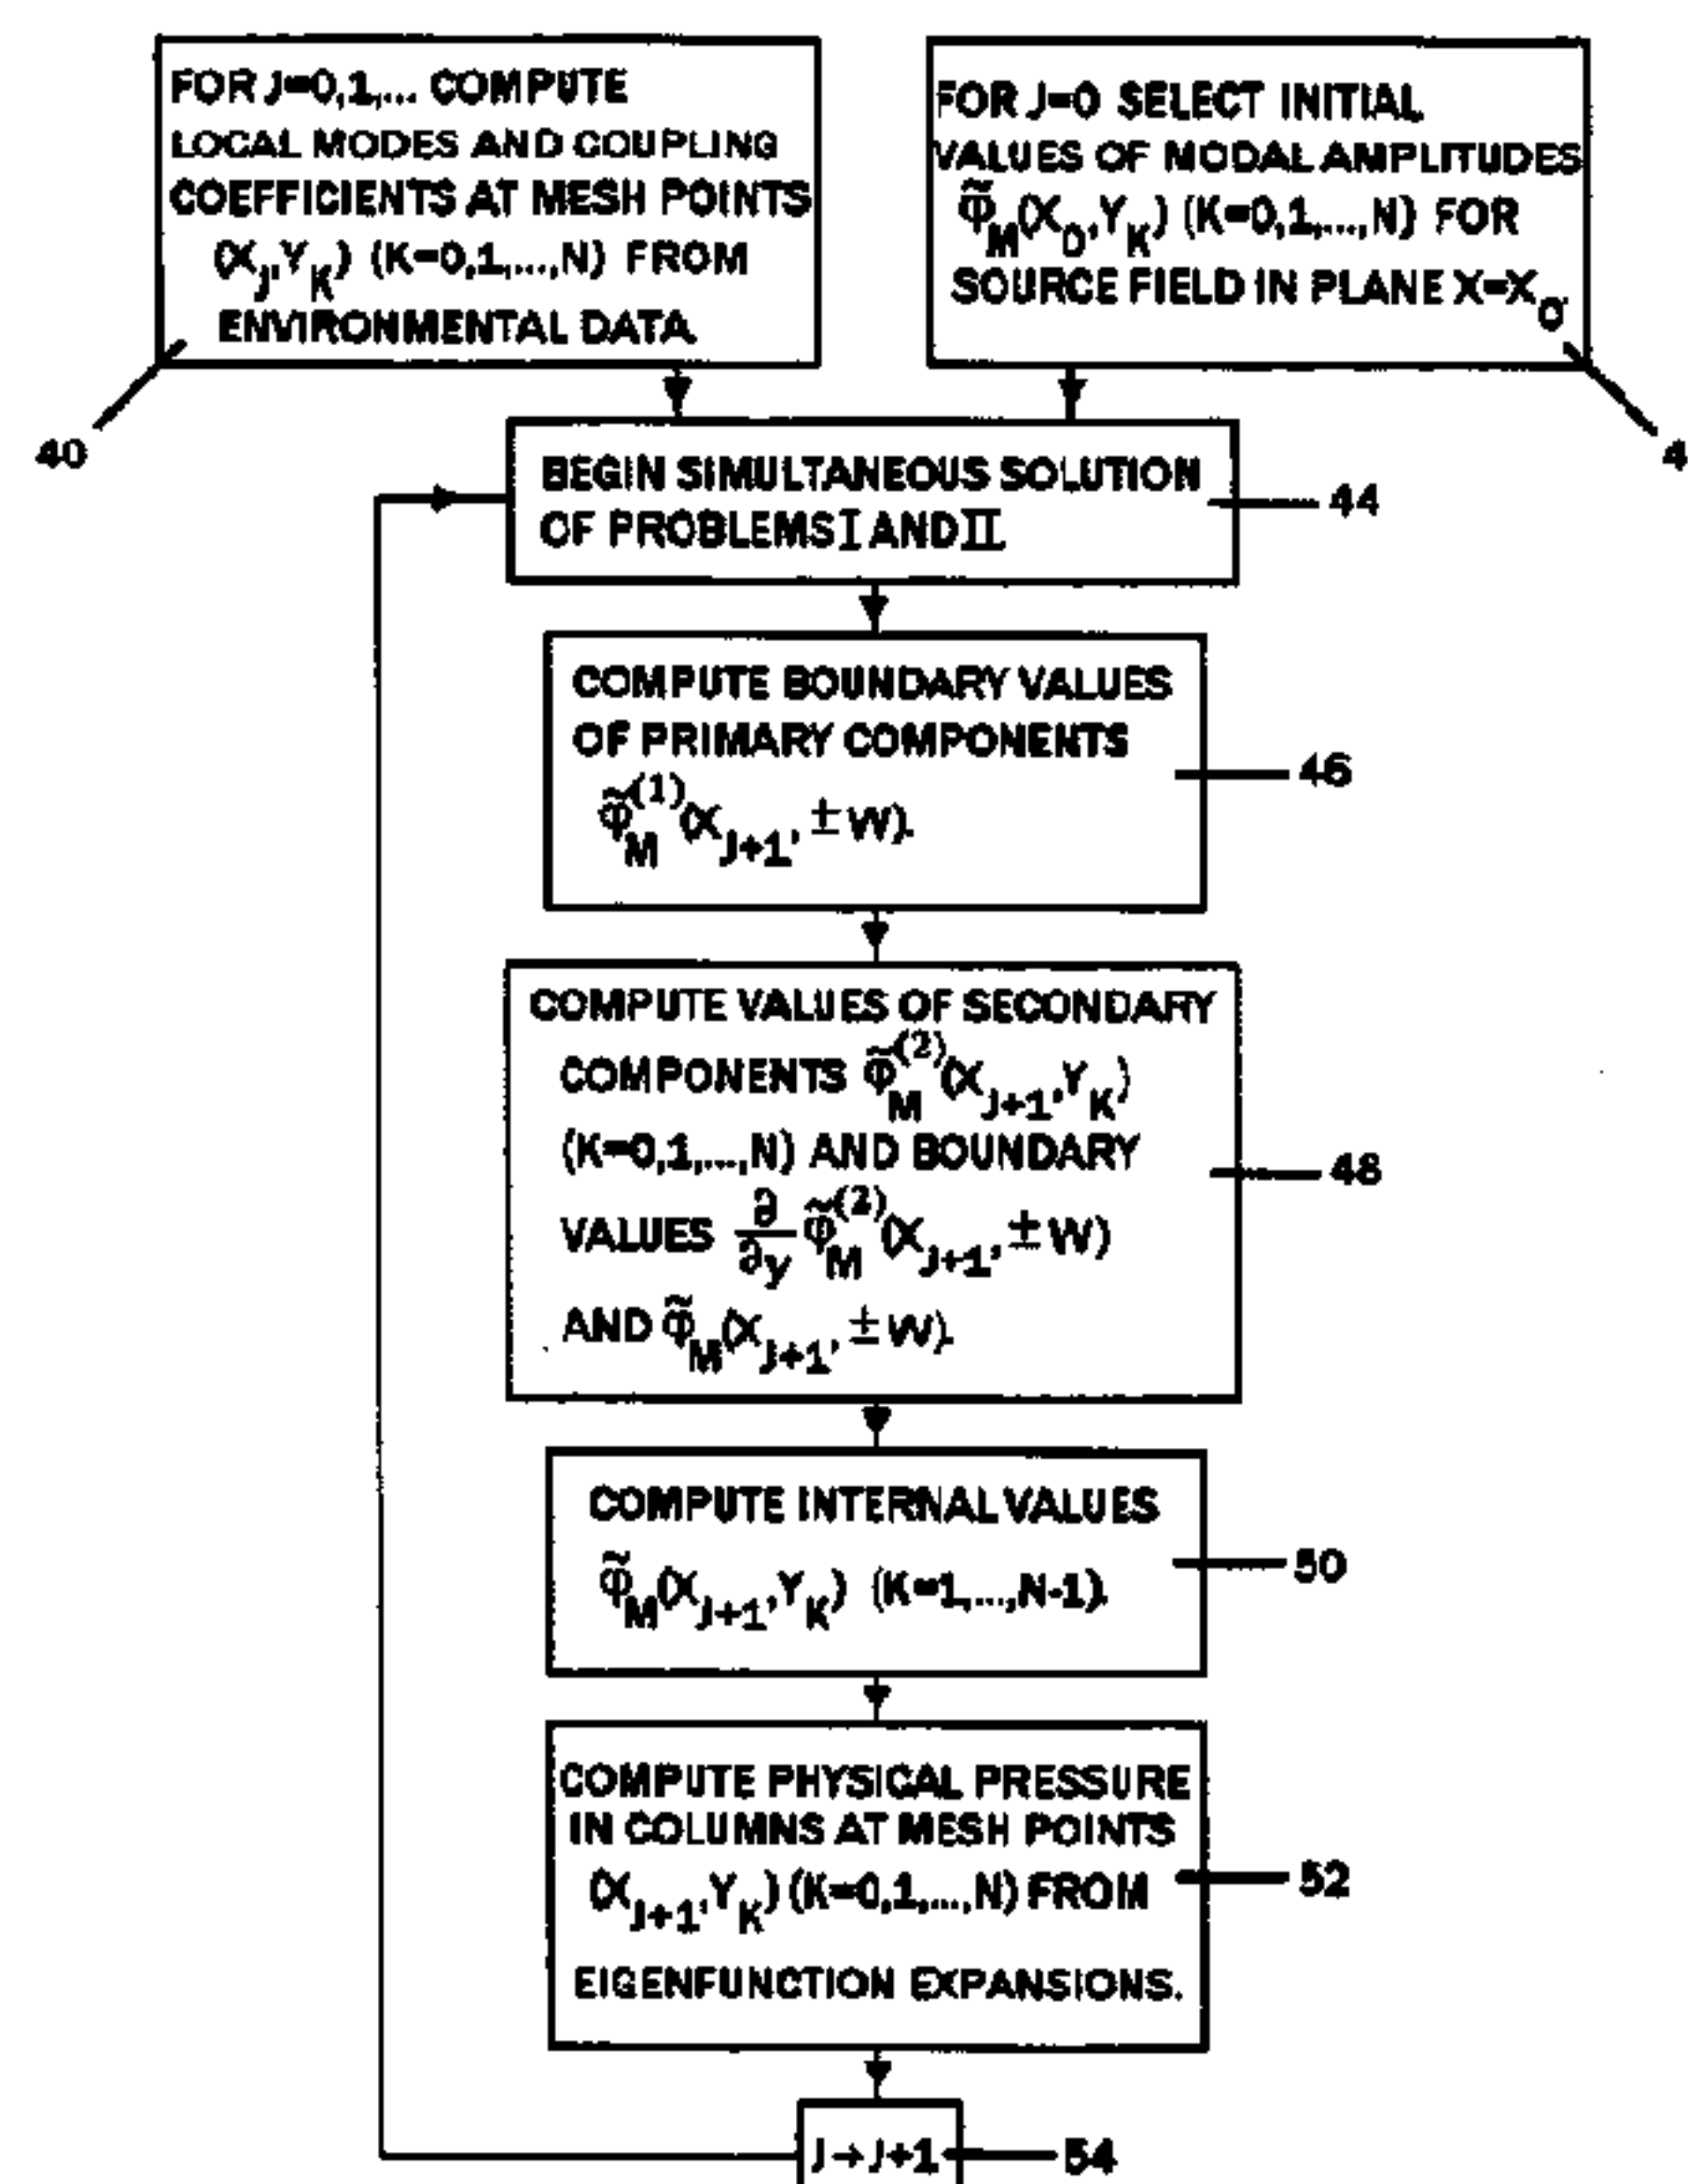 FOR J=0,1,... COMPUTE
LOCAL MODES AND COUPLING
COEFFICIENTS AT MESH POINTS
(X_J,Y_K) (K=0,1,...,N) FROM
ENVIRONMENTAL DATA
40
FOR J=0 SELECT INITIAL
VALUES OF MODAL AMPLITUDES
φ̃_M(X_0,Y_K) (K=0,1,...,N) FOR
SOURCE FIELD IN PLANE X=X_0.
4
BEGIN SIMULTANEOUS SOLUTION
OF PROBLEMS I AND II.
44
COMPUTE BOUNDARY VALUES
OF PRIMARY COMPONENTS
φ̃_M^(1)(X_J+1, ±W).
46
COMPUTE VALUES OF SECONDARY
COMPONENTS φ̃_M^(2)(X_J+1,Y_K)
(K=0,1,...,N) AND BOUNDARY
VALUES ∂/∂y φ̃_M^(2)(X_J+1, ±W)
AND φ̃_M(X_J+1, ±W).
48
COMPUTE INTERNAL VALUES
φ̃_M(X_J+1,Y_K) (K=1,...,N-1).
50
COMPUTE PHYSICAL PRESSURE
IN COLUMNS AT MESH POINTS
(X_J+1,Y_K) (K=0,1,...,N) FROM
EIGENFUNCTION EXPANSIONS.
52
J→J+1
54